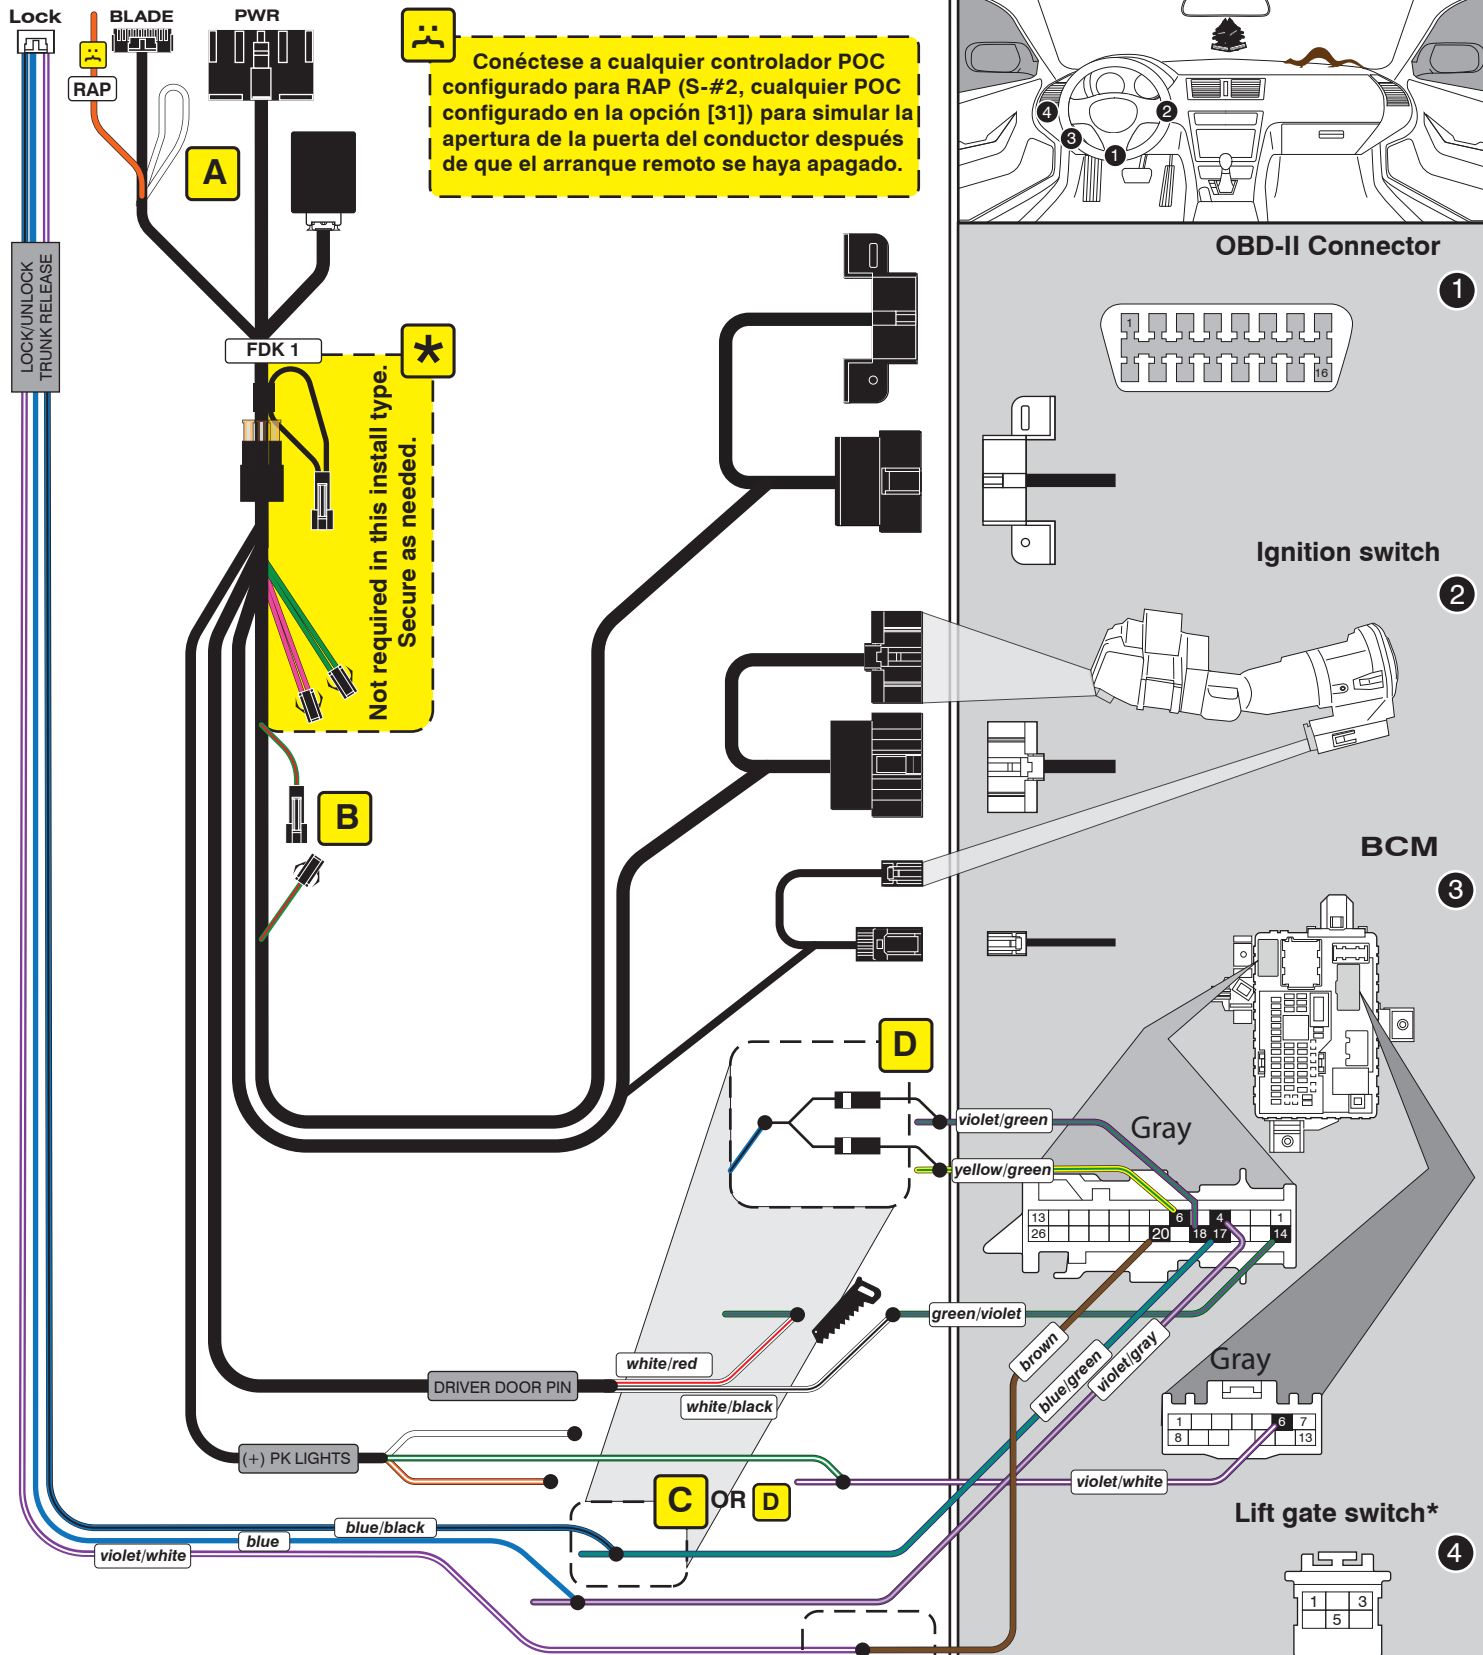 Lock
BLADE
PWR
RAP
A
Conéctese a cualquier controlador POC
configurado para RAP (S-#2, cualquier POC
configurado en la opción [31]) para simular la
apertura de la puerta del conductor después
de que el arranque remoto se haya apagado.
4
3
2
1
LOCK/UNLOCK
TRUNK RELEASE
FDK 1
*
Not required in this install type.
Secure as needed.
B
OBD-II Connector
1
1
16
Ignition switch
2
BCM
3
D
violet/green
yellow/green
Gray
13 6 4 1
26 20 18 17 14
green/violet
brown
blue/green
violet/gray
Gray
1 6 7
8 13
white/red
DRIVER DOOR PIN
white/black
(+) PK LIGHTS
violet/white
C OR D
blue/black
blue
violet/white
Lift gate switch*
4
1 3
5